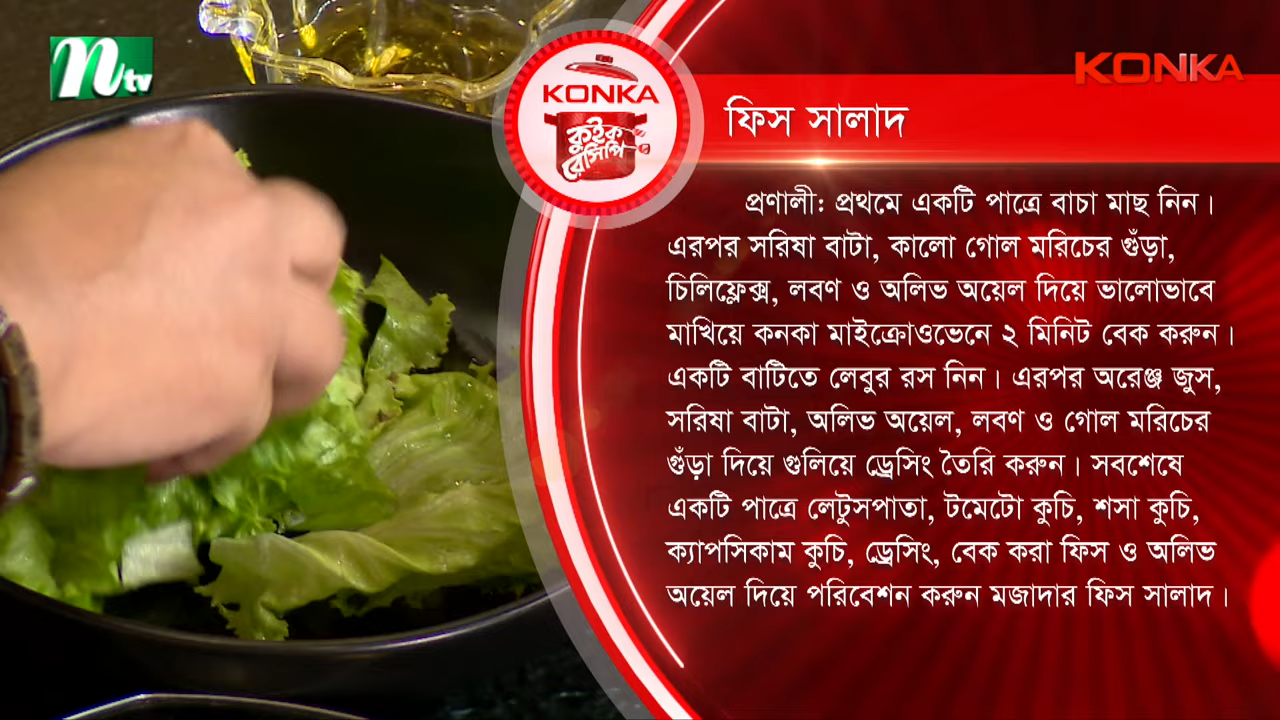 ntv
KONKA
KONKA
কুইক
রেসিপি
ফিস সালাদ
প্রণালী: প্রথমে একটি পাত্রে বাচা মাছ নিন।
এরপর সরিষা বাটা, কালো গোল মরিচের গুঁড়া,
চিলিফ্লেক্স, লবণ ও অলিভ অয়েল দিয়ে ভালোভাবে
মাখিয়ে কনকা মাইক্রোওভেনে ২ মিনিট বেক করুন।
একটি বাটিতে লেবুর রস নিন। এরপর অরেঞ্জ জুস,
সরিষা বাটা, অলিভ অয়েল, লবণ ও গোল মরিচের
গুঁড়া দিয়ে গুলিয়ে ড্রেসিং তৈরি করুন। সবশেষে
একটি পাত্রে লেটুসপাতা, টমেটো কুচি, শসা কুচি,
ক্যাপসিকাম কুচি, ড্রেসিং, বেক করা ফিস ও অলিভ
অয়েল দিয়ে পরিবেশন করুন মজাদার ফিস সালাদ।